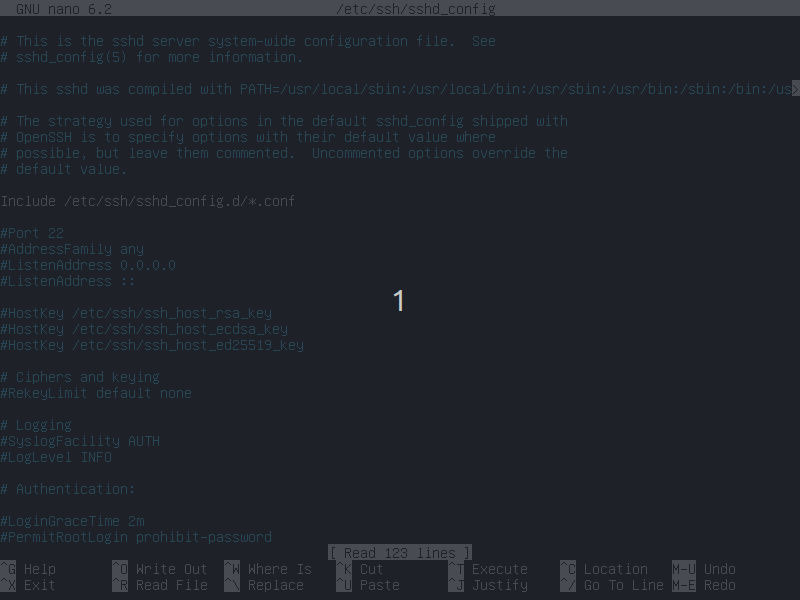 GNU nano 6.2 /etc/ssh/sshd_config
# This is the sshd server system-wide configuration file.  See
# sshd_config(5) for more information.
# This sshd was compiled with PATH=/usr/local/sbin:/usr/local/bin:/usr/sbin:/usr/bin:/sbin:/bin:/us>
# The strategy used for options in the default sshd_config shipped with
# OpenSSH is to specify options with their default value where
# possible, but leave them commented.  Uncommented options override the
# default value.
Include /etc/ssh/sshd_config.d/*.conf
#Port 22
#AddressFamily any
#ListenAddress 0.0.0.0
#ListenAddress ::
1
#HostKey /etc/ssh/ssh_host_rsa_key
#HostKey /etc/ssh/ssh_host_ecdsa_key
#HostKey /etc/ssh/ssh_host_ed25519_key
# Ciphers and keying
#RekeyLimit default none
# Logging
#SyslogFacility AUTH
#LogLevel INFO
# Authentication:
#LoginGraceTime 2m
#PermitRootLogin prohibit-password
[ Read 123 lines ]
^G Help ^O Write Out ^W Where Is ^K Cut ^T Execute ^C Location M-U Undo
^X Exit ^R Read File ^\ Replace ^U Paste ^J Justify ^/ Go To Line M-E Redo